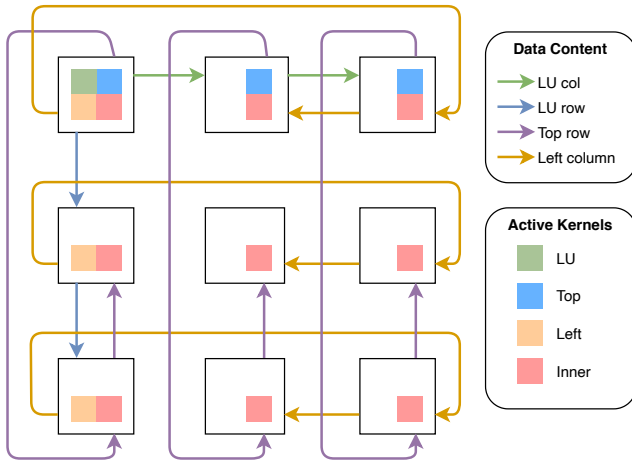 Data Content
LU col
LU row
Top row
Left column
Active Kernels
LU
Top
Left
Inner